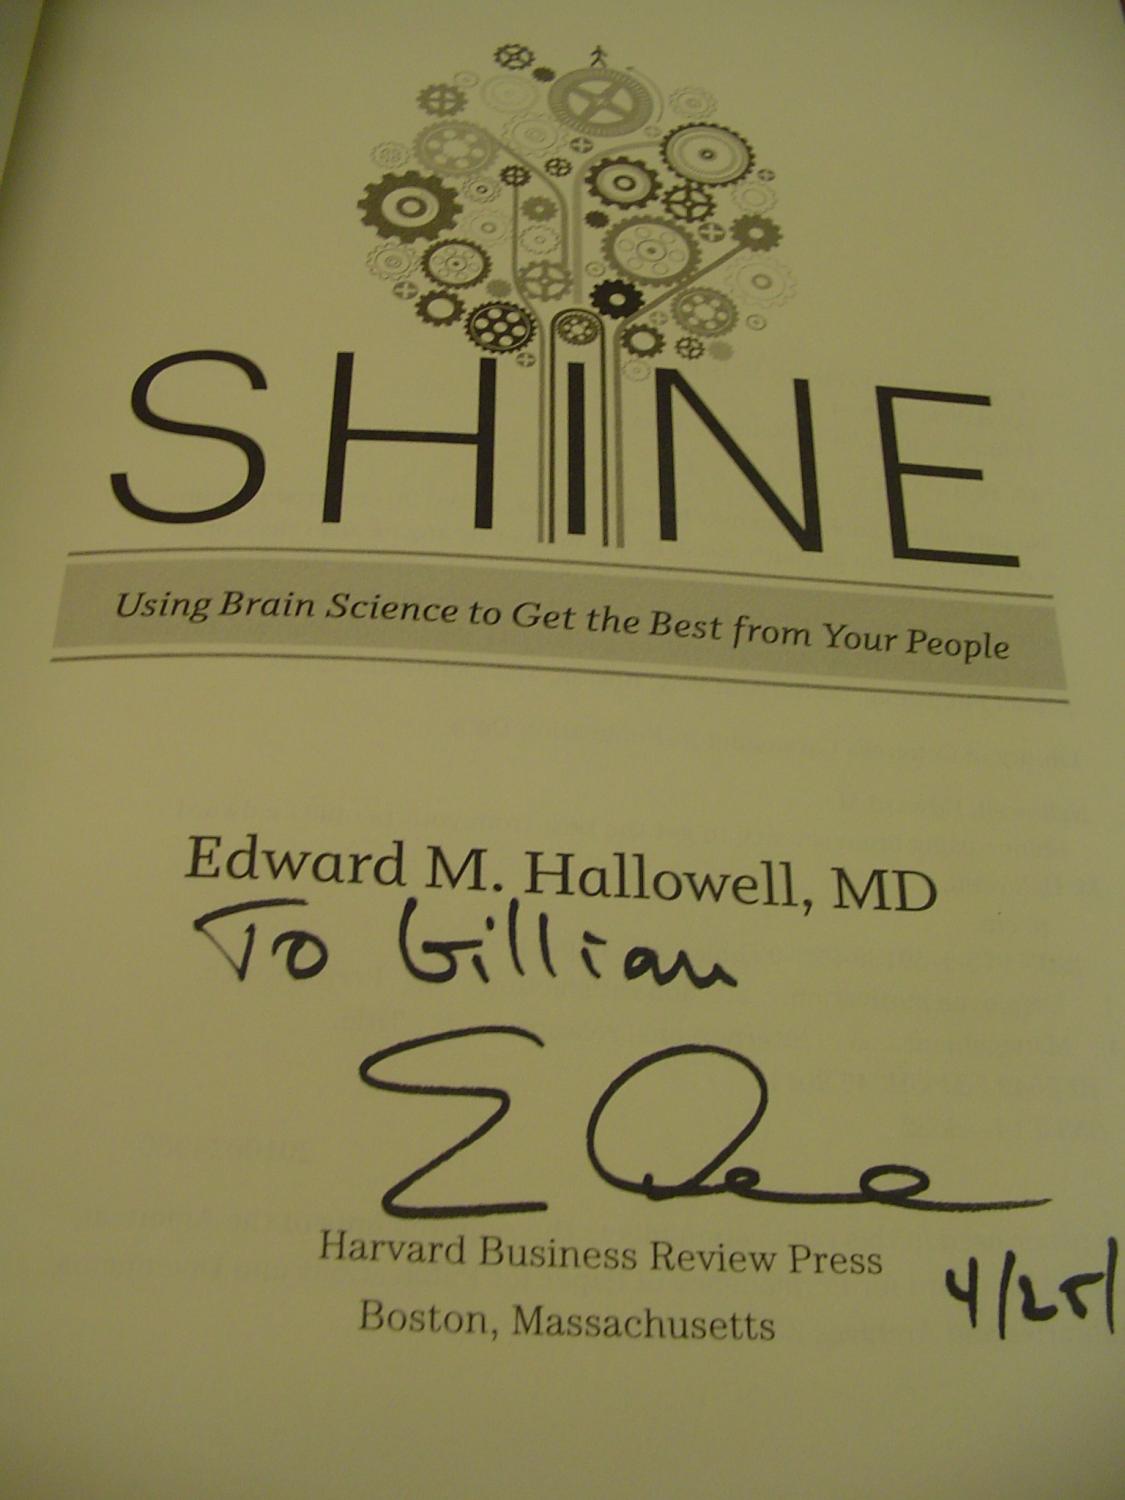 SHINE
Using Brain Science to Get the Best from Your People
Edward M. Hallowell, MD
To Gillian
Harvard Business Review Press
4/25/
Boston, Massachusetts